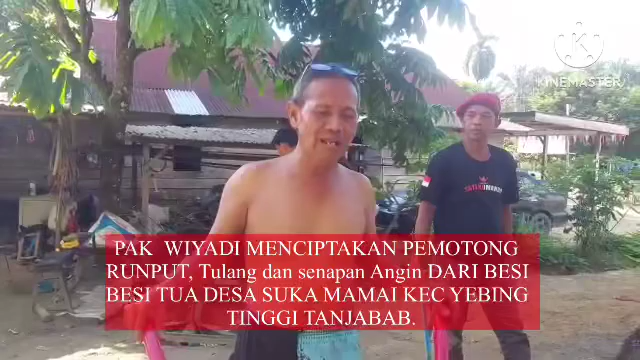 KINEMASTER
PAK WIYADI MENCIPTAKAN PEMOTONG
RUNPUT, Tulang dan senapan Angin DARI BESI
BESI TUA DESA SUKA MAMAI KEC YEBING
TINGGI TANJABAB.